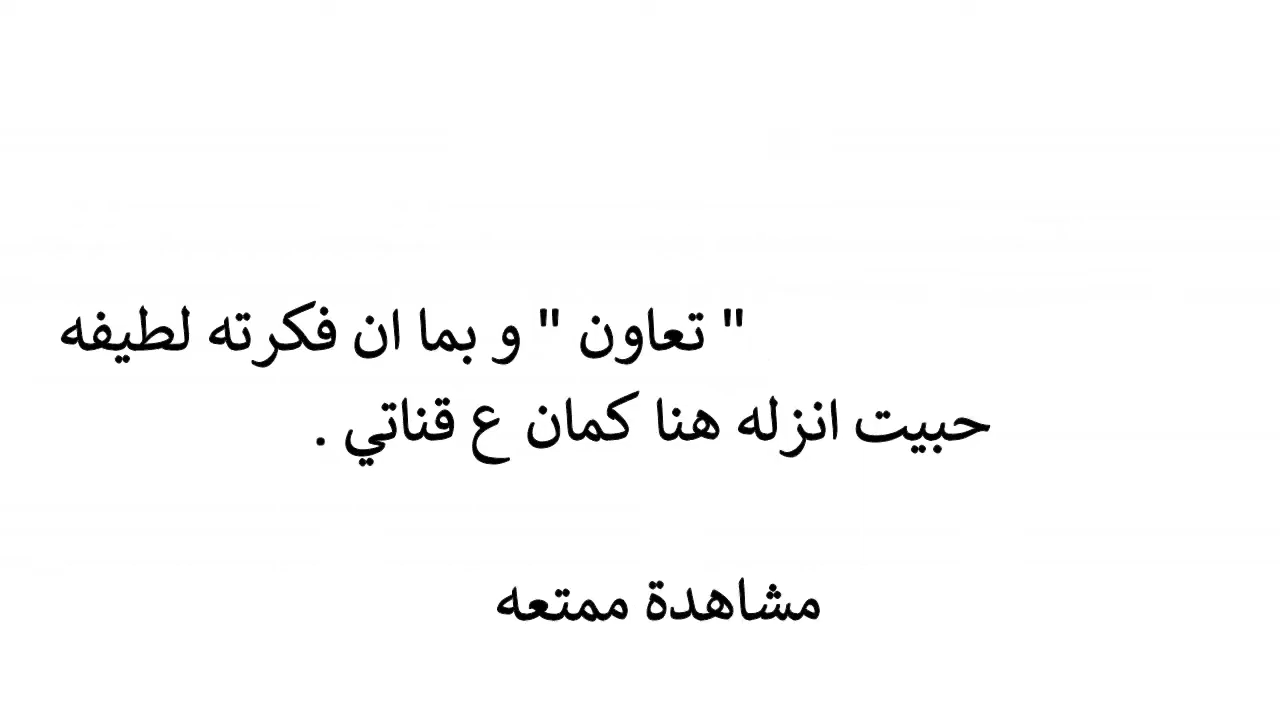 " تعاون " و بما ان فكرته لطيفه
حبيت انزله هنا كمان ع قناتي .
مشاهدة ممتعه